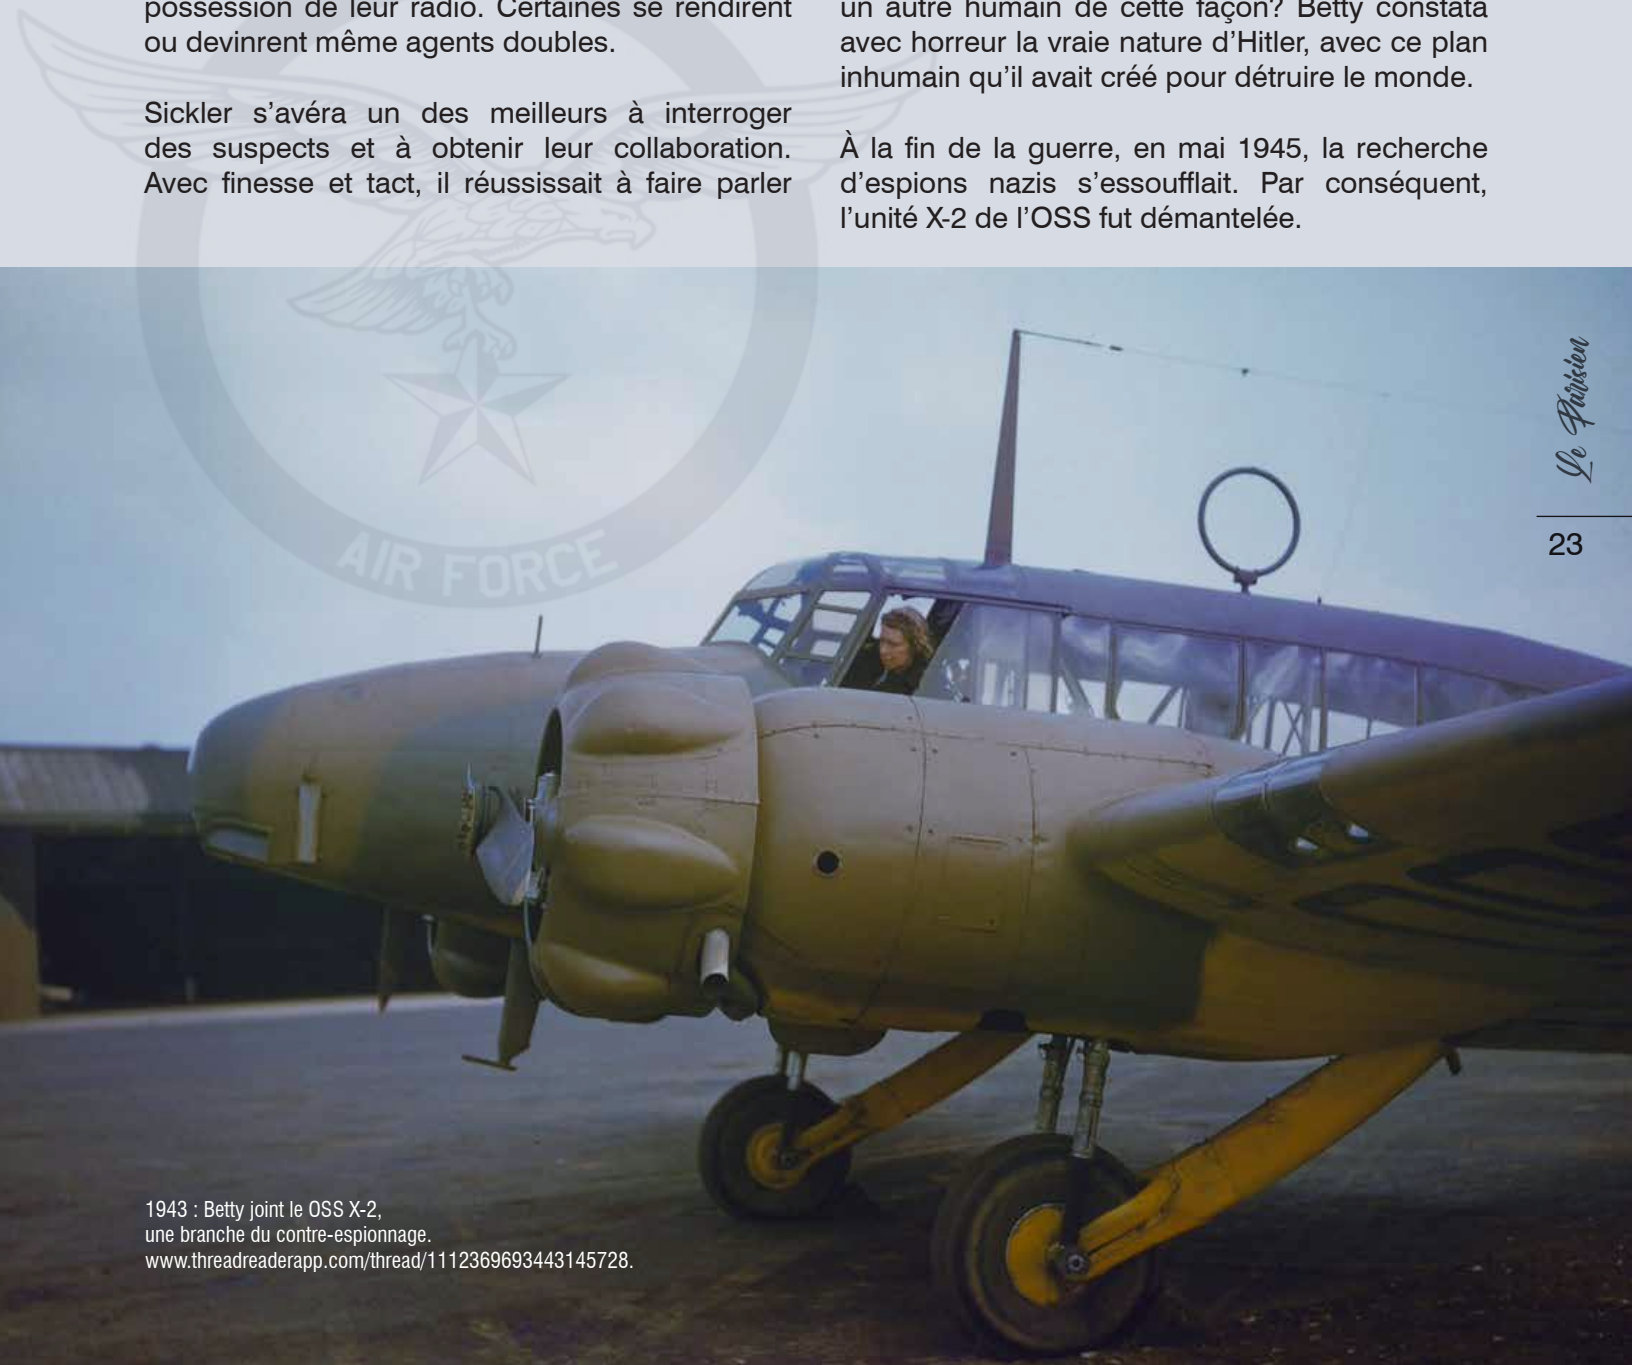 possession de leur radio. Certaines se rendirent
ou devinrent même agents doubles.
Sickler s’avéra un des meilleurs à interroger
des suspects et à obtenir leur collaboration.
Avec finesse et tact, il réussissait à faire parler
un autre humain de cette façon? Betty constata
avec horreur la vraie nature d’Hitler, avec ce plan
inhumain qu’il avait créé pour détruire le monde.
À la fin de la guerre, en mai 1945, la recherche
d’espions nazis s’essoufflait. Par conséquent,
l’unité X-2 de l’OSS fut démantelée.
AIR FORCE
Le Parisien
23
1943 : Betty joint le OSS X-2,
une branche du contre-espionnage.
www.threadreaderapp.com/thread/1112369693443145728.